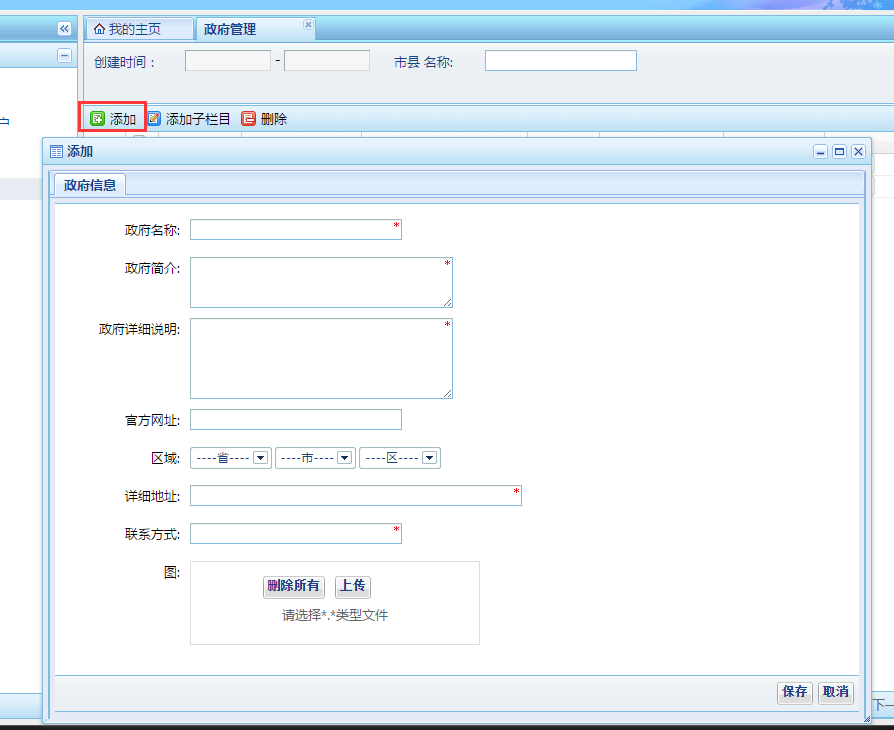 我的主页 政府管理
创建时间： - 市县 名称:
添加 添加子栏目 删除
添加
政府信息
政府名称: *
政府简介: *
政府详细说明: *
官方网址:
区域: ----省---- ----市---- ----区----
详细地址: *
联系方式: *
图: 删除所有 上传
请选择*.*类型文件
保存 取消
下一